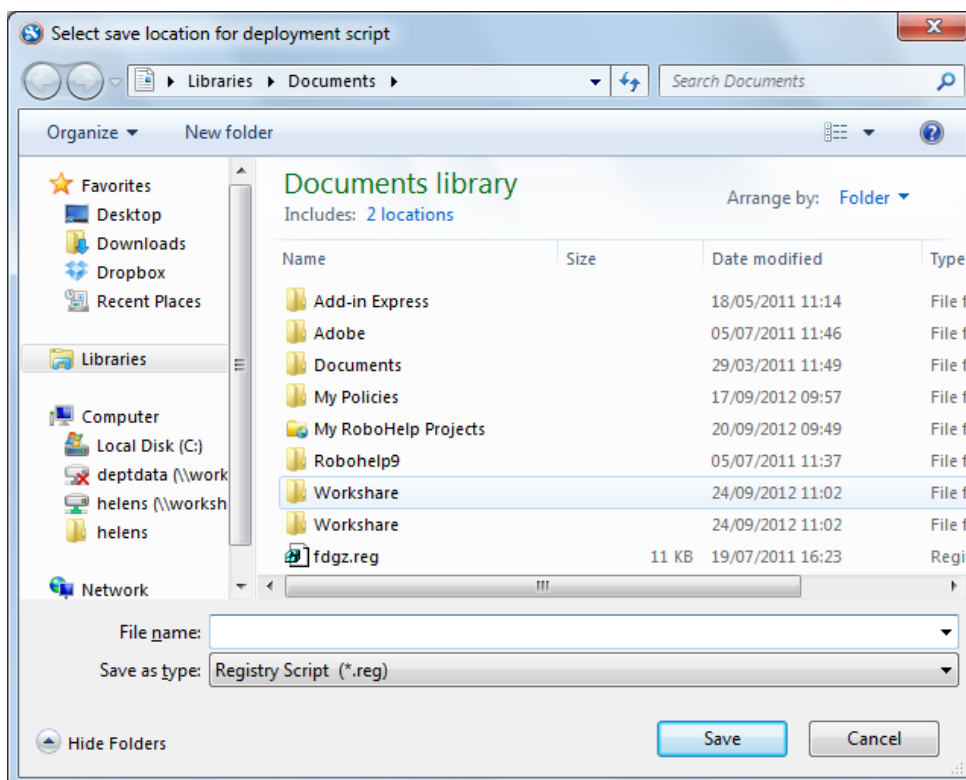 Select save location for deployment script
Libraries Documents
Search Documents
Organize New folder
Favorites
Desktop
Downloads
Dropbox
Recent Places
Libraries
Computer
Local Disk (C:)
deptdata (\\work
helens (\\worksh
helens
Network
Documents library
Includes: 2 locations
Arrange by: Folder
Name Size Date modified Type
Add-in Express 18/05/2011 11:14 File f
Adobe 05/07/2011 11:46 File f
Documents 29/03/2011 11:49 File f
My Policies 17/09/2012 09:57 File f
My RoboHelp Projects 20/09/2012 09:49 File f
Robohelp9 05/07/2011 11:37 File f
Workshare 24/09/2012 11:02 File f
Workshare 24/09/2012 11:02 File f
fdgz.reg 11 KB 19/07/2011 16:23 Regi
File name:
Save as type: Registry Script (*.reg)
Hide Folders
Save Cancel